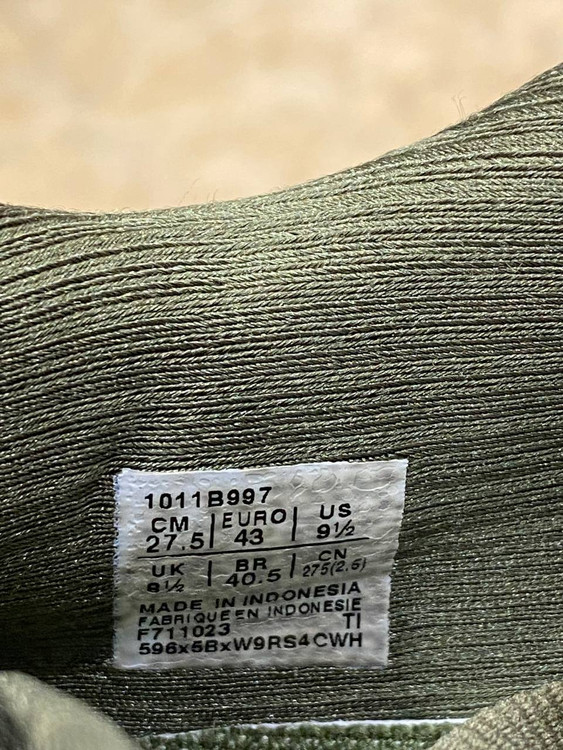 1011B997
CM | EURO | US
27.5 | 43 | 9½
UK | BR | CN
8½ | 40.5 | 275(2.5)
MADE IN INDONESIA
FABRIQUE EN INDONESIE
F711023 TI
596x5BxW9RS4CWH